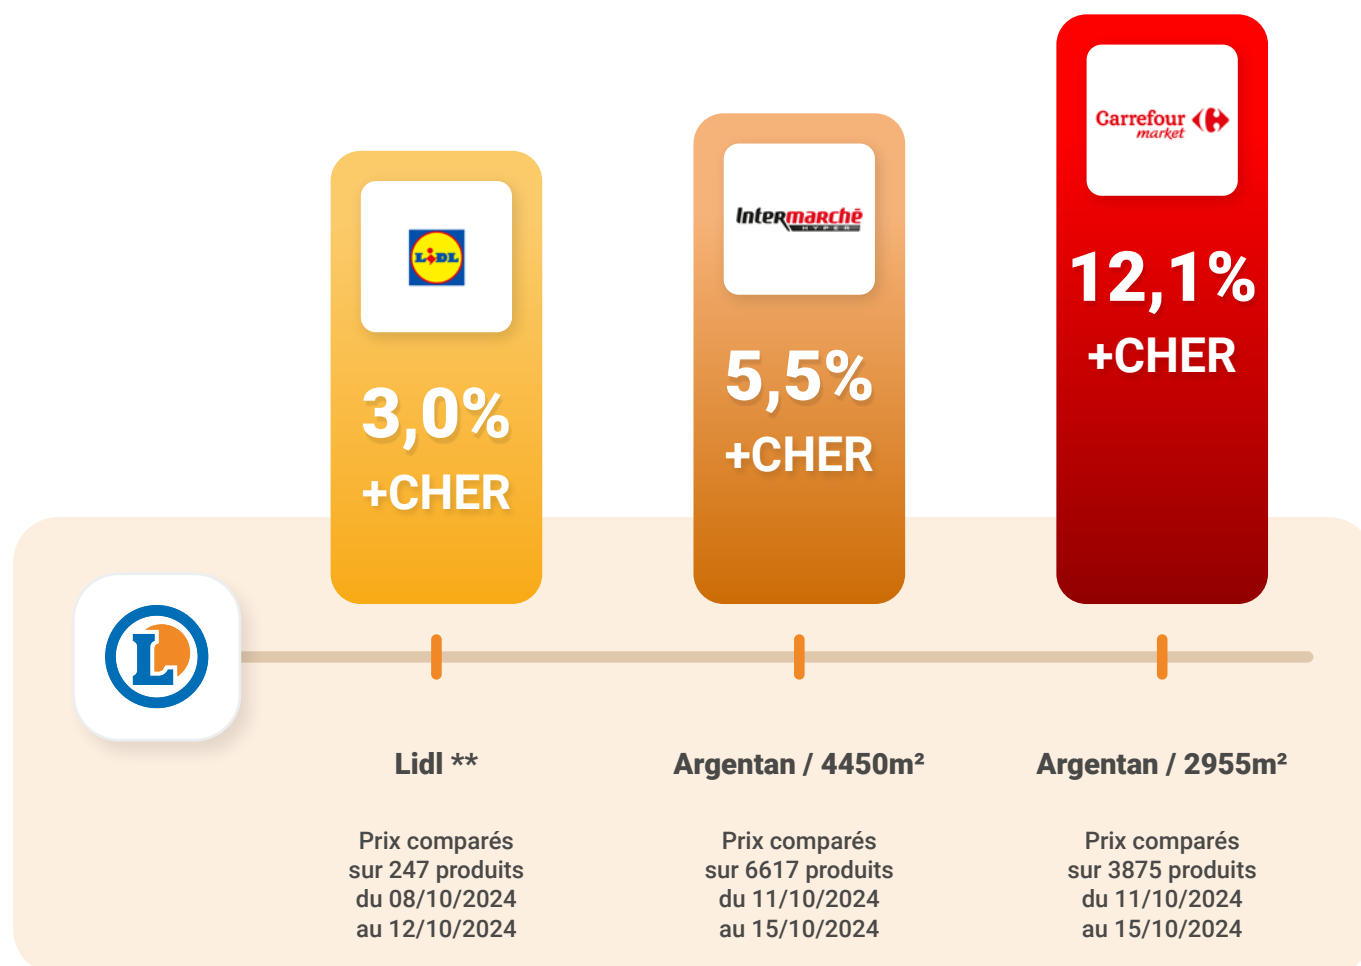 LIDL
3,0%
+CHER
Intermarché
HYPER
5,5%
+CHER
Carrefour
market
12,1%
+CHER
L
Lidl **
Prix comparés
sur 247 produits
du 08/10/2024
au 12/10/2024
Argentan / 4450m²
Prix comparés
sur 6617 produits
du 11/10/2024
au 15/10/2024
Argentan / 2955m²
Prix comparés
sur 3875 produits
du 11/10/2024
au 15/10/2024